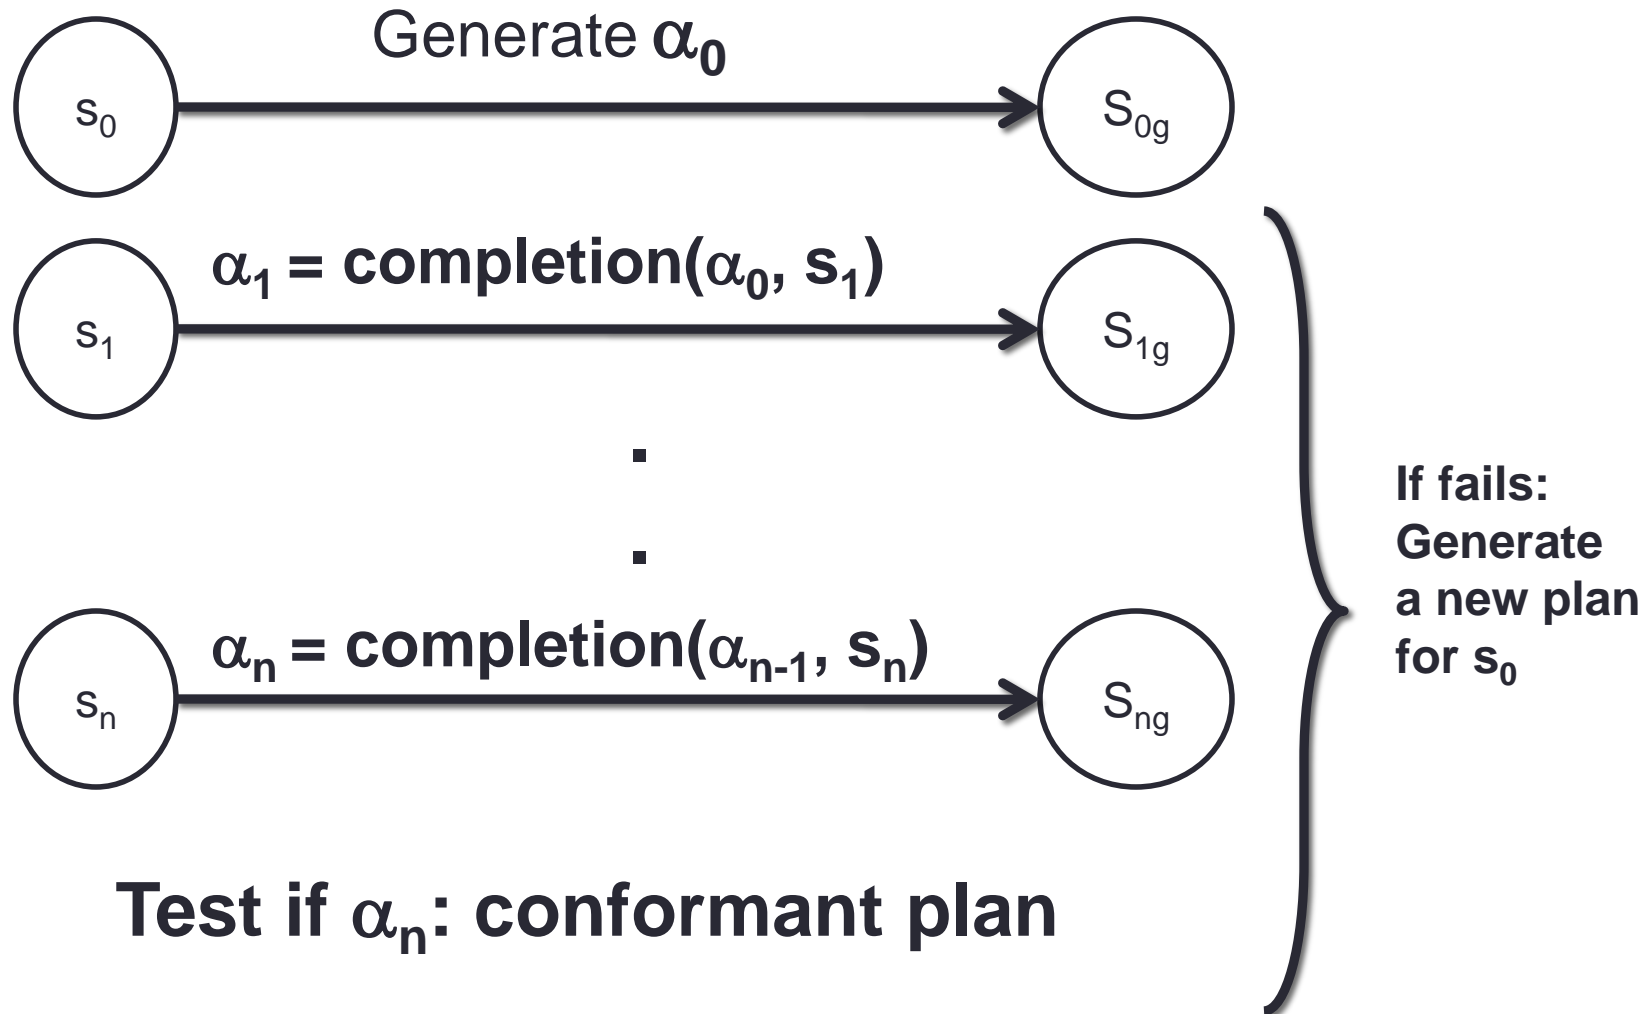 Generate α₀
s₀
S₀g
α₁ = completion(α₀, s₁)
s₁
S₁g
.
.
αₙ = completion(αₙ₋₁, sₙ)
sₙ
Sng
If fails:
Generate
a new plan
for s₀
Test if αₙ: conformant plan